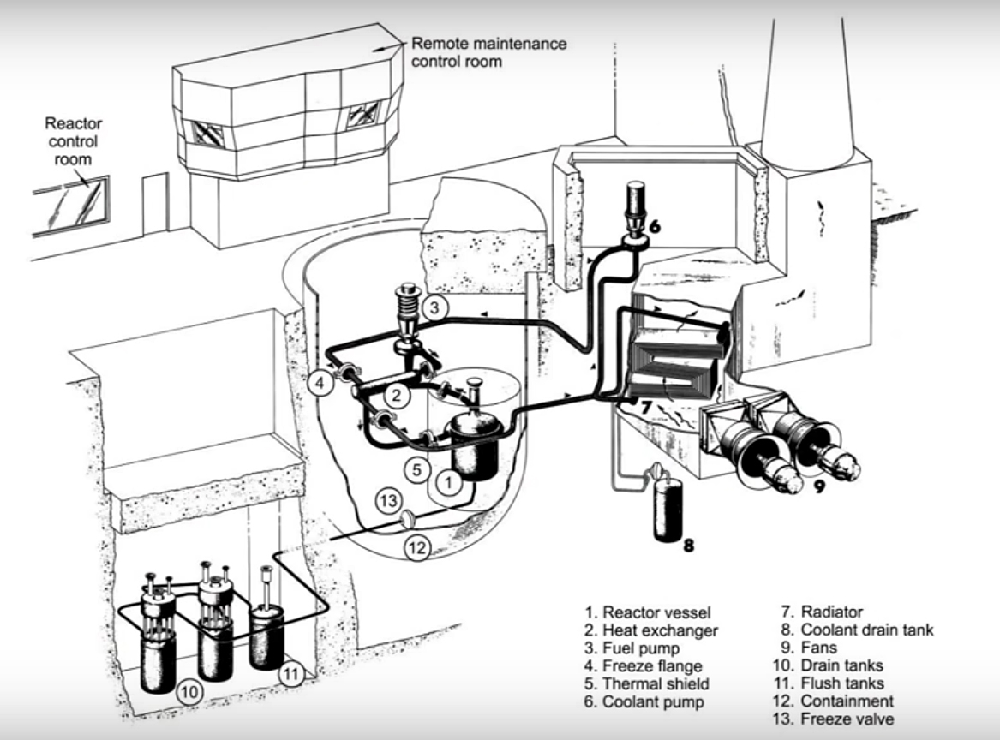 Remote maintenance
control room
Reactor
control
room
6
3
4
2
7
5
1
9
13
12
8
11
10
1. Reactor vessel
2. Heat exchanger
3. Fuel pump
4. Freeze flange
5. Thermal shield
6. Coolant pump
7. Radiator
8. Coolant drain tank
9. Fans
10. Drain tanks
11. Flush tanks
12. Containment
13. Freeze valve